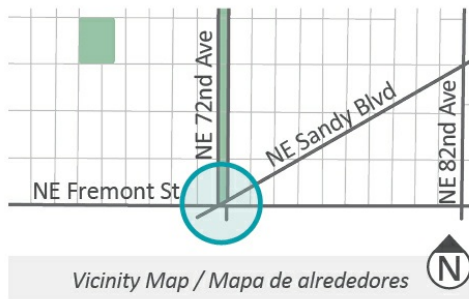 NE 72nd Ave
NE Sandy Blvd
NE 82nd Ave
NE Fremont St
N
Vicinity Map / Mapa de alrededores